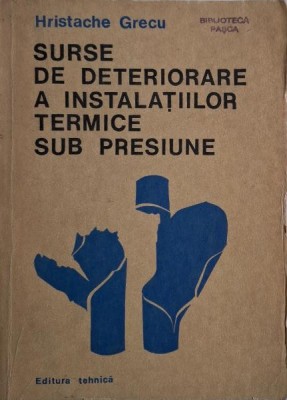 Hristache Grecu
BIBLIOTECA
PAȘCA
SURSE
DE DETERIORARE
A INSTALAȚIILOR
TERMICE
SUB PRESIUNE
Editura tehnică